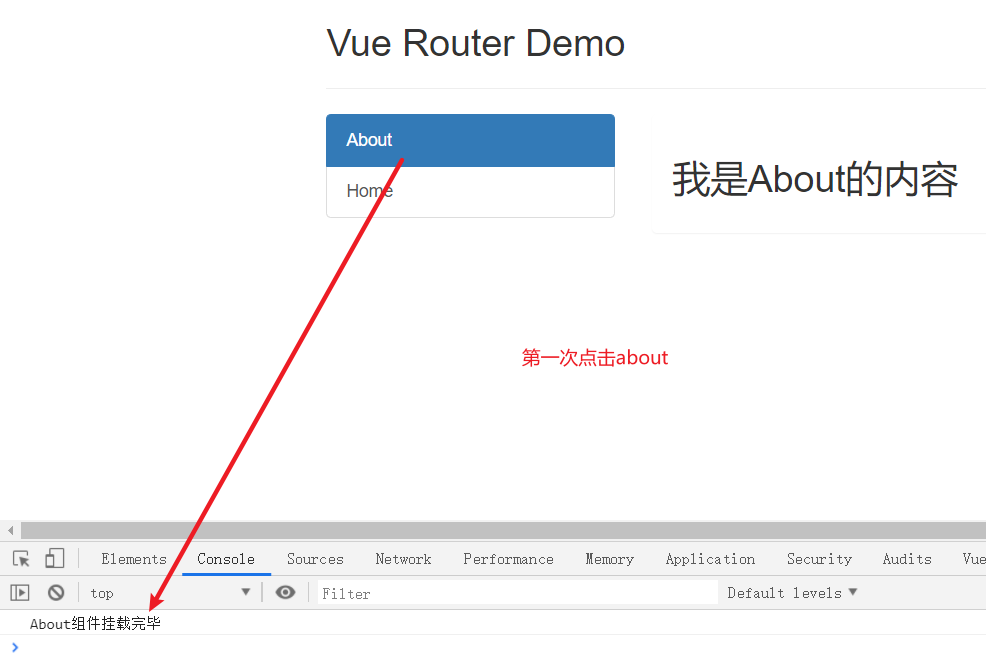 Vue Router Demo
About
Home
我是About的内容
第一次点击about
Elements Console Sources Network Performance Memory Application Security Audits Vue
top Filter Default levels
About组件挂载完毕